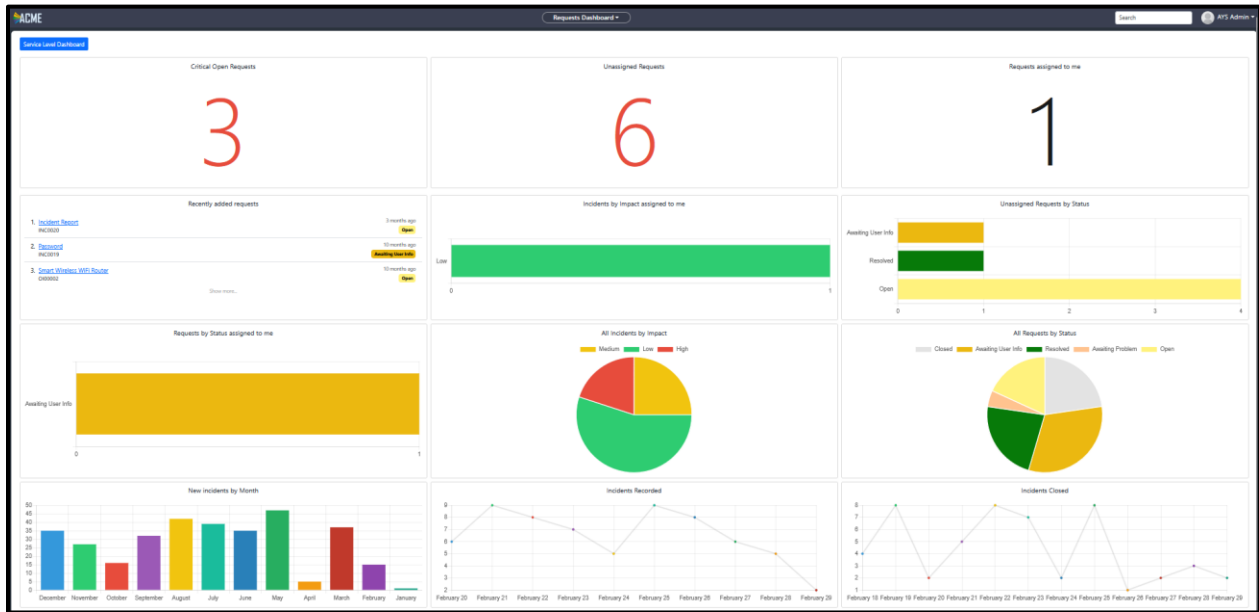 ACME
Requests Dashboard
Search
AYS Admin
Service Level Dashboard
Critical Open Requests
3
Unassigned Requests
6
Requests assigned to me
1
Recently added requests
1. Incident Report
INC0020
3 months ago
Open
2. Password
INC0019
10 months ago
Awaiting User Info
3. Smart Wireless WiFi Router
10 months ago
Open
Show more...
Incidents by Impact assigned to me
Low
0 1
Unassigned Requests by Status
Awaiting User Info
Resolved
Open
0 1 2 3 4
Requests by Status assigned to me
Awaiting User Info
0 1
All Incidents by Impact
Medium Low High
All Requests by Status
Closed Awaiting User Info Resolved Awaiting Problem Open
New incidents by Month
50
45
40
35
30
25
20
15
10
5
0
December November October September August July June May April March February January
Incidents Recorded
9
8
7
6
5
4
3
2
February 20 February 21 February 22 February 23 February 24 February 25 February 26 February 27 February 28 February 29
Incidents Closed
8
7
6
5
4
3
2
1
February 18 February 19 February 20 February 21 February 22 February 23 February 24 February 25 February 26 February 27 February 28 February 29